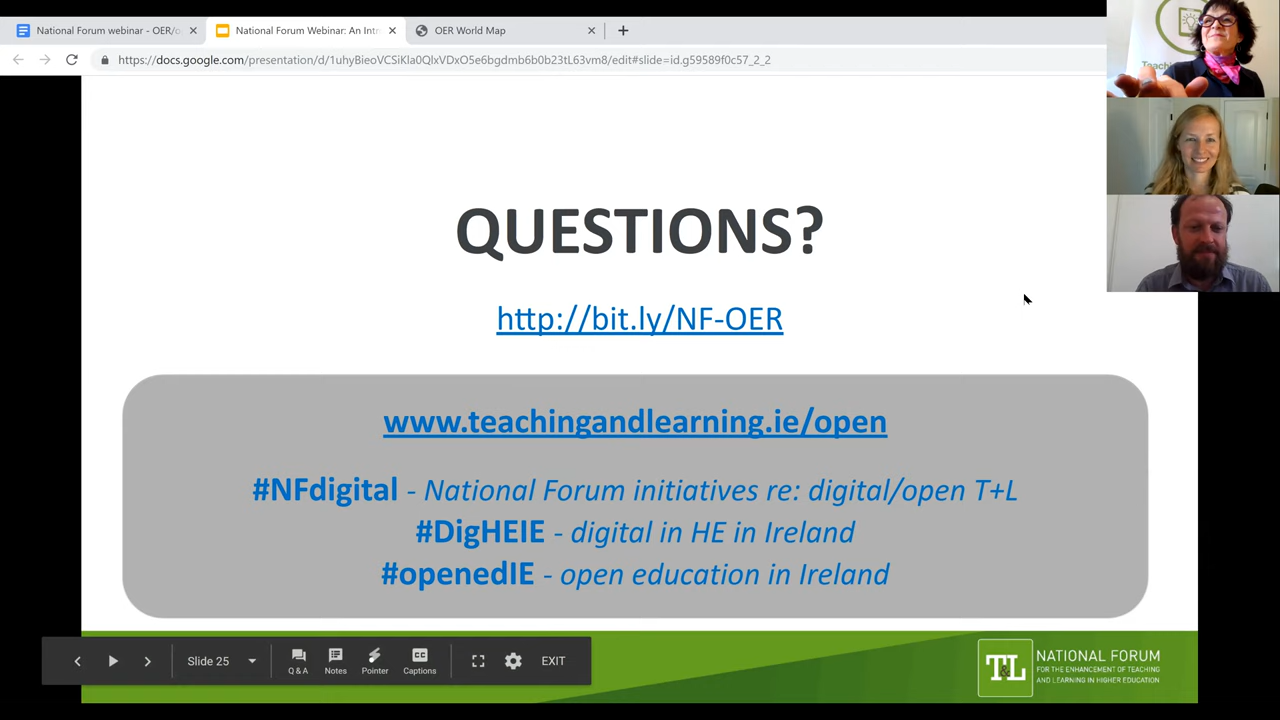 National Forum webinar - OER/o
National Forum Webinar: An Intr
OER World Map
https://docs.google.com/presentation/d/1uhyBieoVCSiKIa0QIxVDxO5e6bgdmb6b0b23tL63vm8/edit#slide=id.g59589f0c57_2_2
Teachin
QUESTIONS?
http://bit.ly/NF-OER
www.teachingandlearning.ie/open
#NFdigital - National Forum initiatives re: digital/open T+L
#DigHEIE - digital in HE in Ireland
#openedIE - open education in Ireland
Slide 25
Q & A
Notes
Pointer
Captions
EXIT
T&L
NATIONAL FORUM
FOR THE ENHANCEMENT OF TEACHING
AND LEARNING IN HIGHER EDUCATION